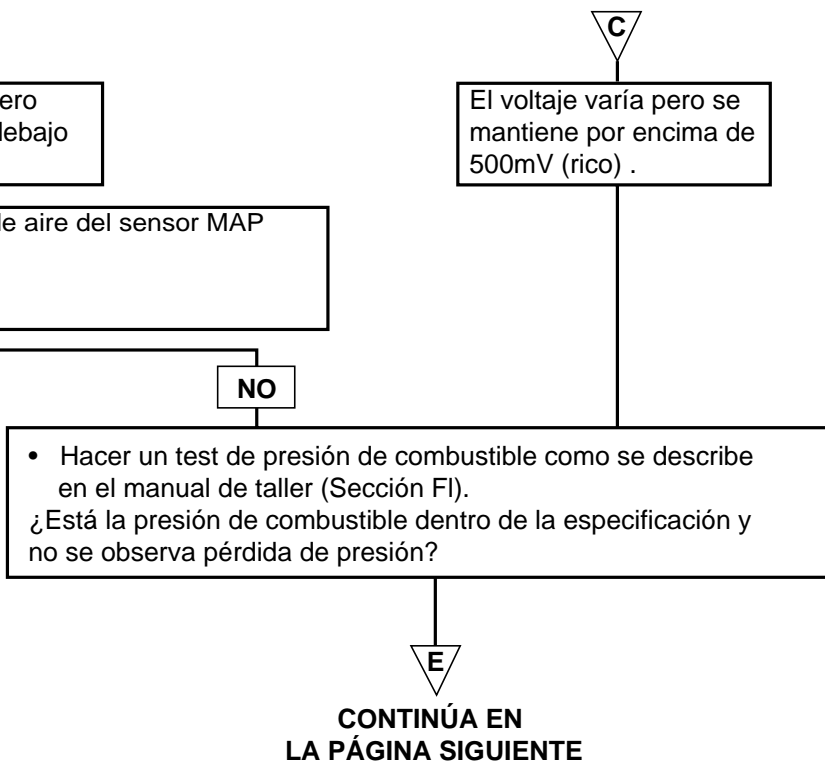 C
ero
debajo
El voltaje varía pero se
mantiene por encima de
500mV (rico) .
de aire del sensor MAP
NO
• Hacer un test de presión de combustible como se describe
en el manual de taller (Sección FI).
¿Está la presión de combustible dentro de la especificación y
no se observa pérdida de presión?
E
CONTINÚA EN
LA PÁGINA SIGUIENTE